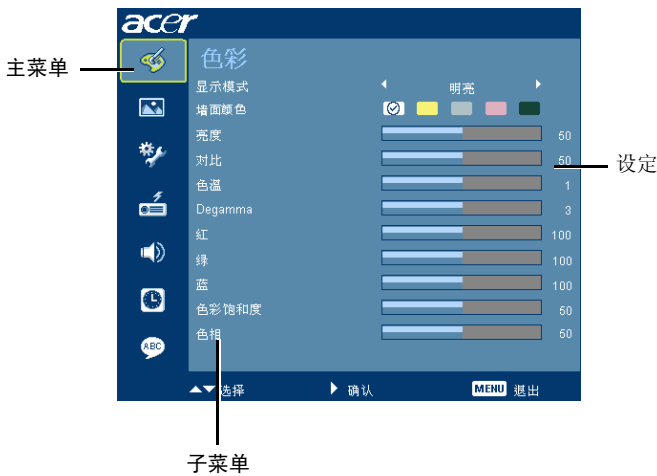 acer
主菜单
色彩
显示模式 明亮
墙面颜色
亮度 50
对比 50
设定
色温 1
Degamma 3
红 100
绿 100
蓝 100
色彩饱和度 50
色相 50
ABC
选择 确认 MENU 退出
子菜单